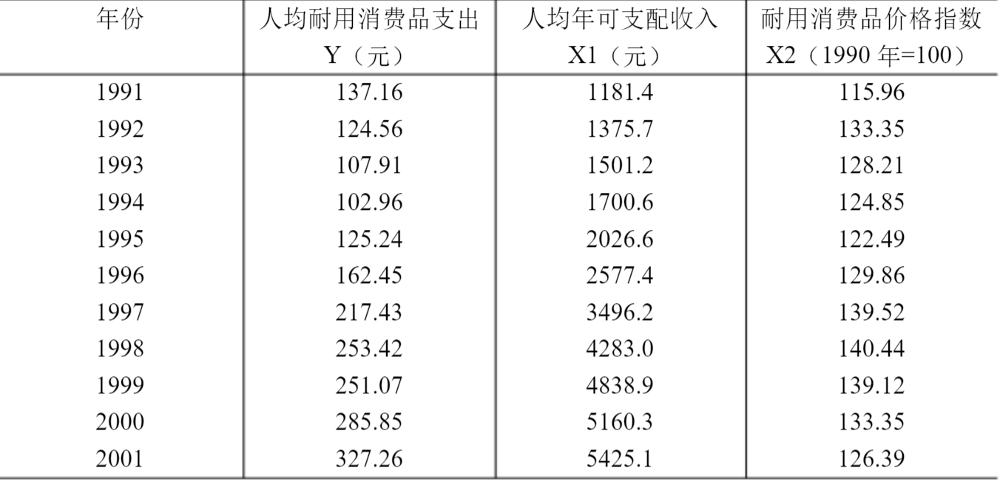 年份 人均耐用消费品支出 人均年可支配收入 耐用消费品价格指数
Y（元） X1（元） X2（1990 年=100）
1991 137.16 1181.4 115.96
1992 124.56 1375.7 133.35
1993 107.91 1501.2 128.21
1994 102.96 1700.6 124.85
1995 125.24 2026.6 122.49
1996 162.45 2577.4 129.86
1997 217.43 3496.2 139.52
1998 253.42 4283.0 140.44
1999 251.07 4838.9 139.12
2000 285.85 5160.3 133.35
2001 327.26 5425.1 126.39